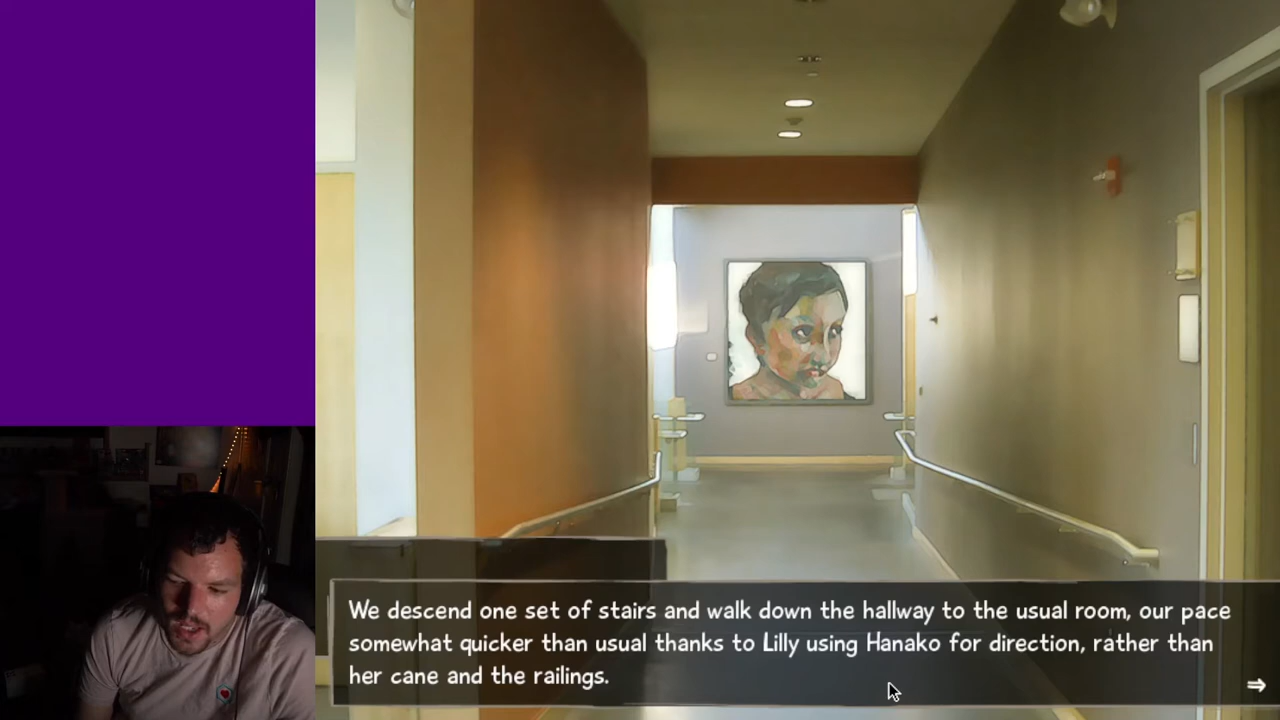 We descend one set of stairs and walk down the hallway to the usual room, our pace
somewhat quicker than usual thanks to Lilly using Hanako for direction, rather than
her cane and the railings.